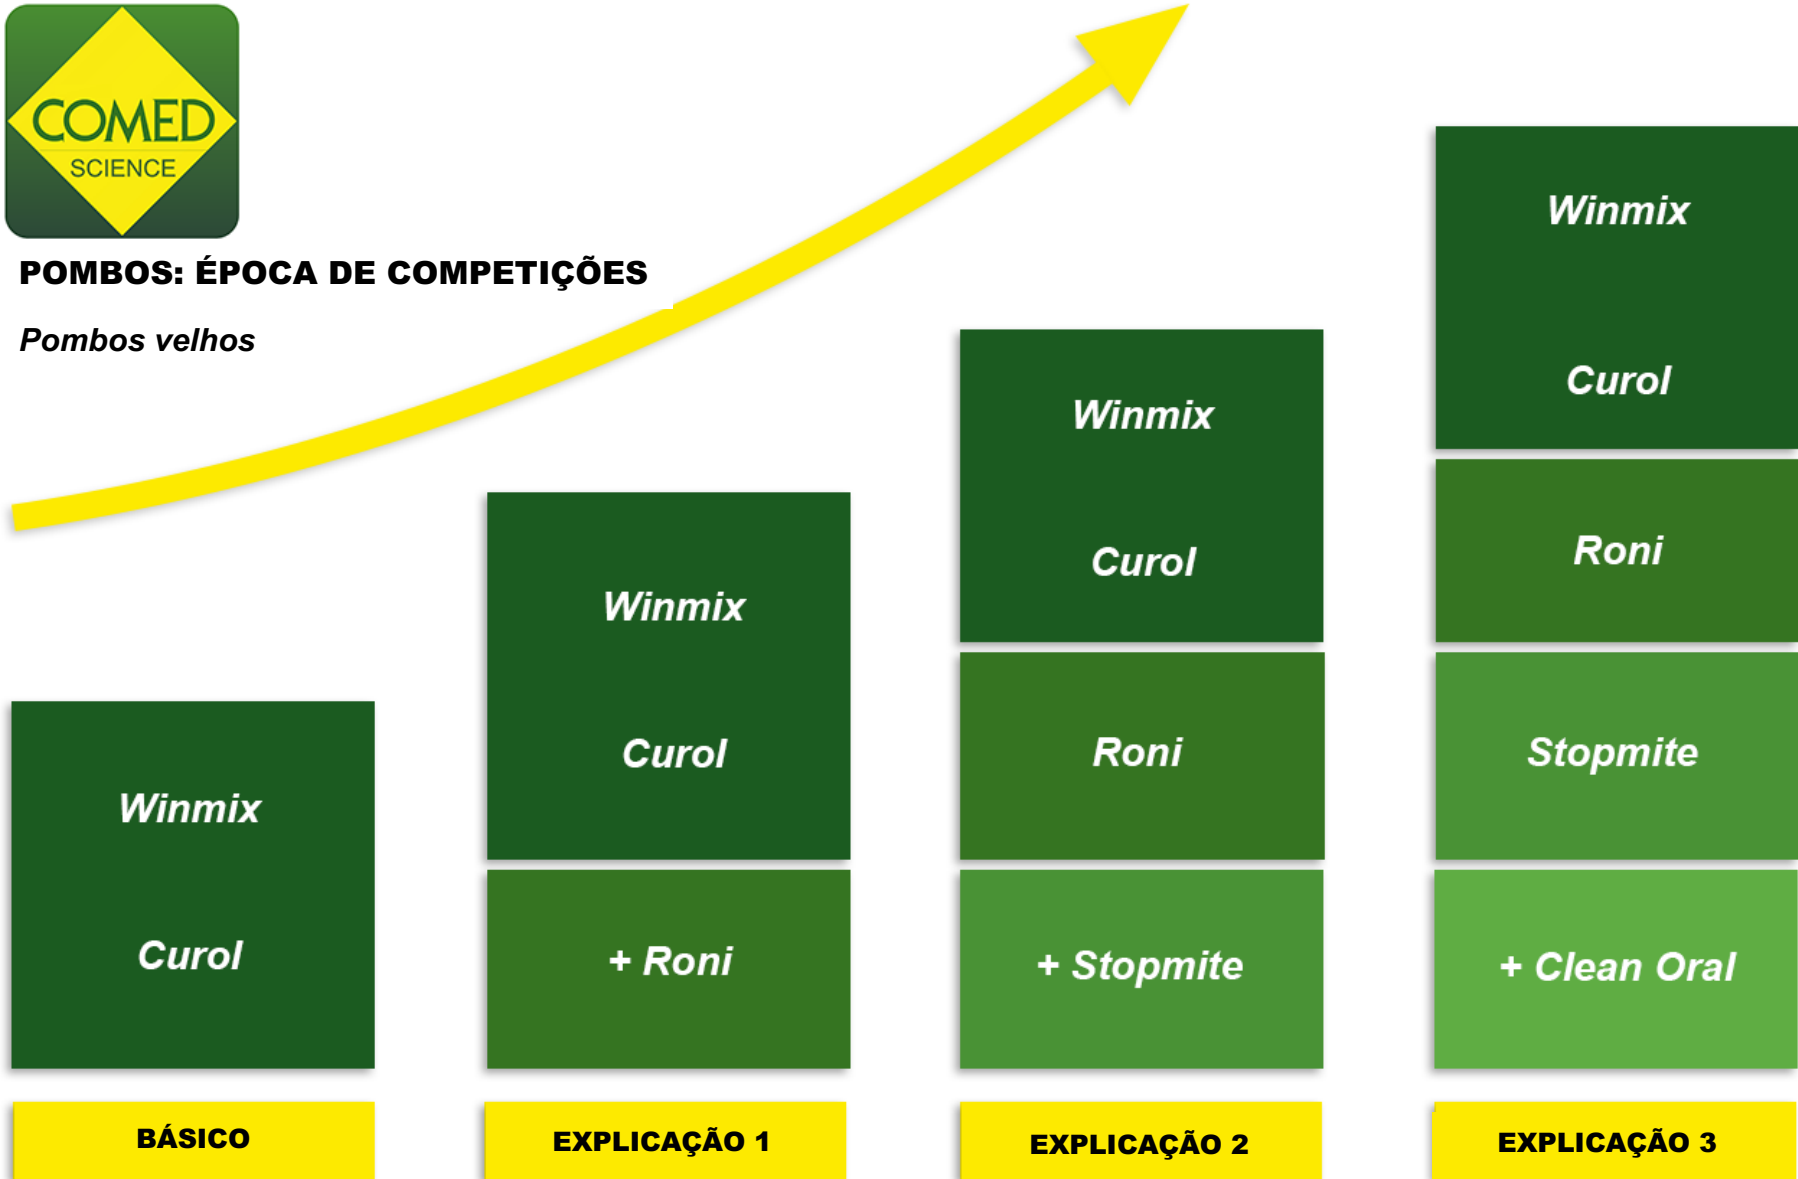 COMED
SCIENCE
POMBOS: ÉPOCA DE COMPETIÇÕES
Pombos velhos
Winmix
Curol
BÁSICO
Winmix
Curol
+ Roni
EXPLICAÇÃO 1
Winmix
Curol
Roni
+ Stopmite
EXPLICAÇÃO 2
Winmix
Curol
Roni
Stopmite
+ Clean Oral
EXPLICAÇÃO 3